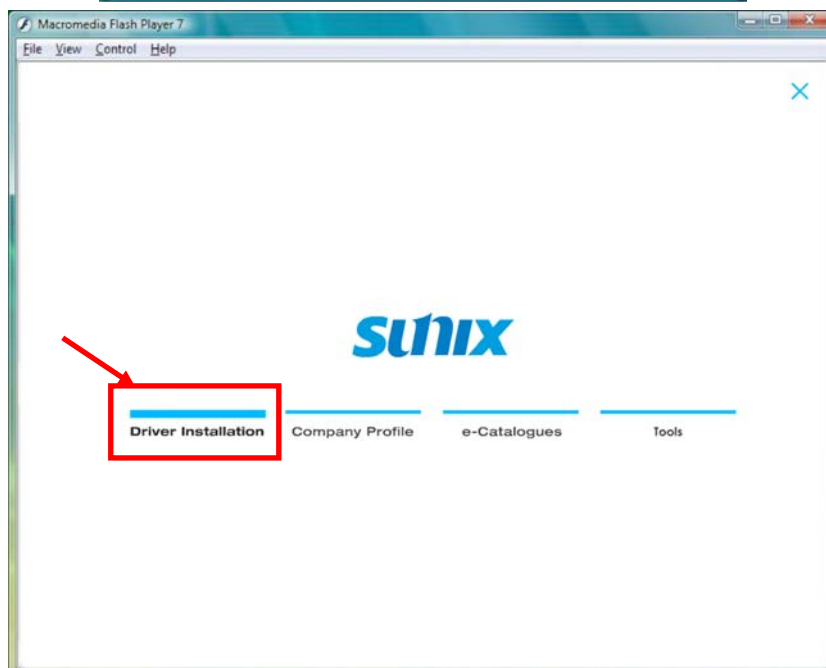 Macromedia Flash Player 7
File View Control Help
sunix
Driver Installation Company Profile e-Catalogues Tools